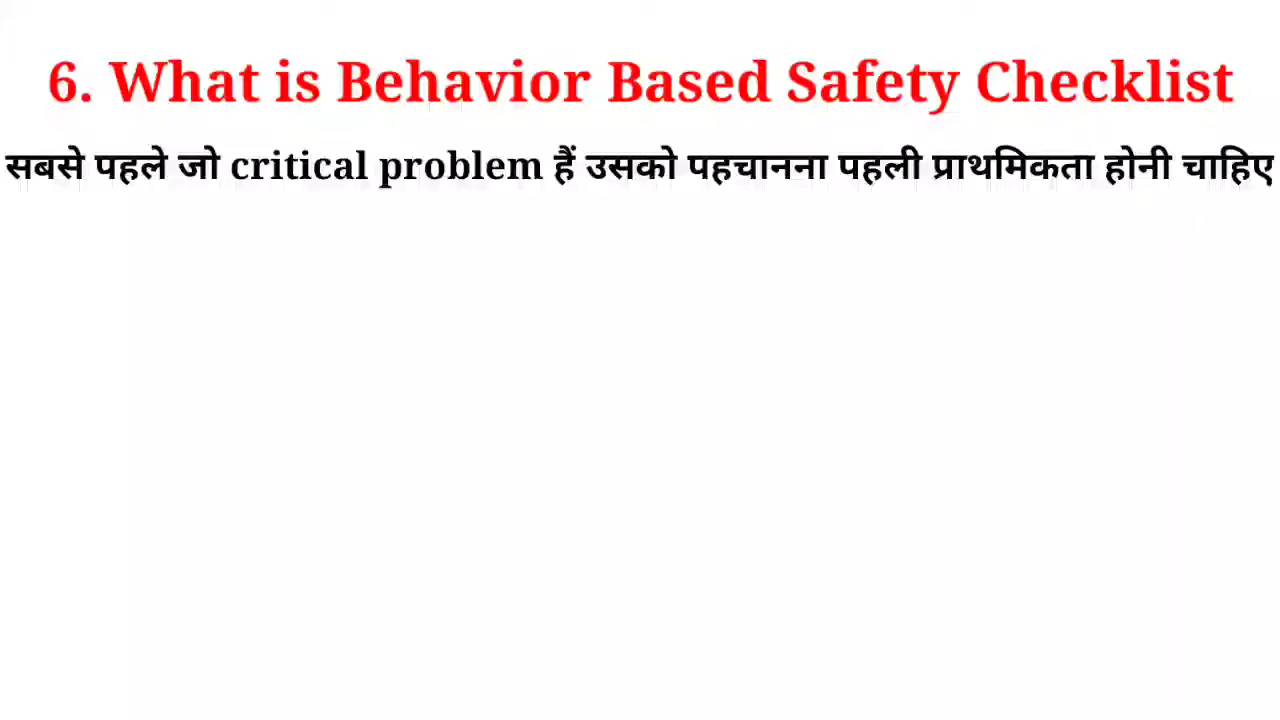 6. What is Behavior Based Safety Checklist
सबसे पहले जो critical problem हैं उसको पहचानना पहली प्राथमिकता होनी चाहिए